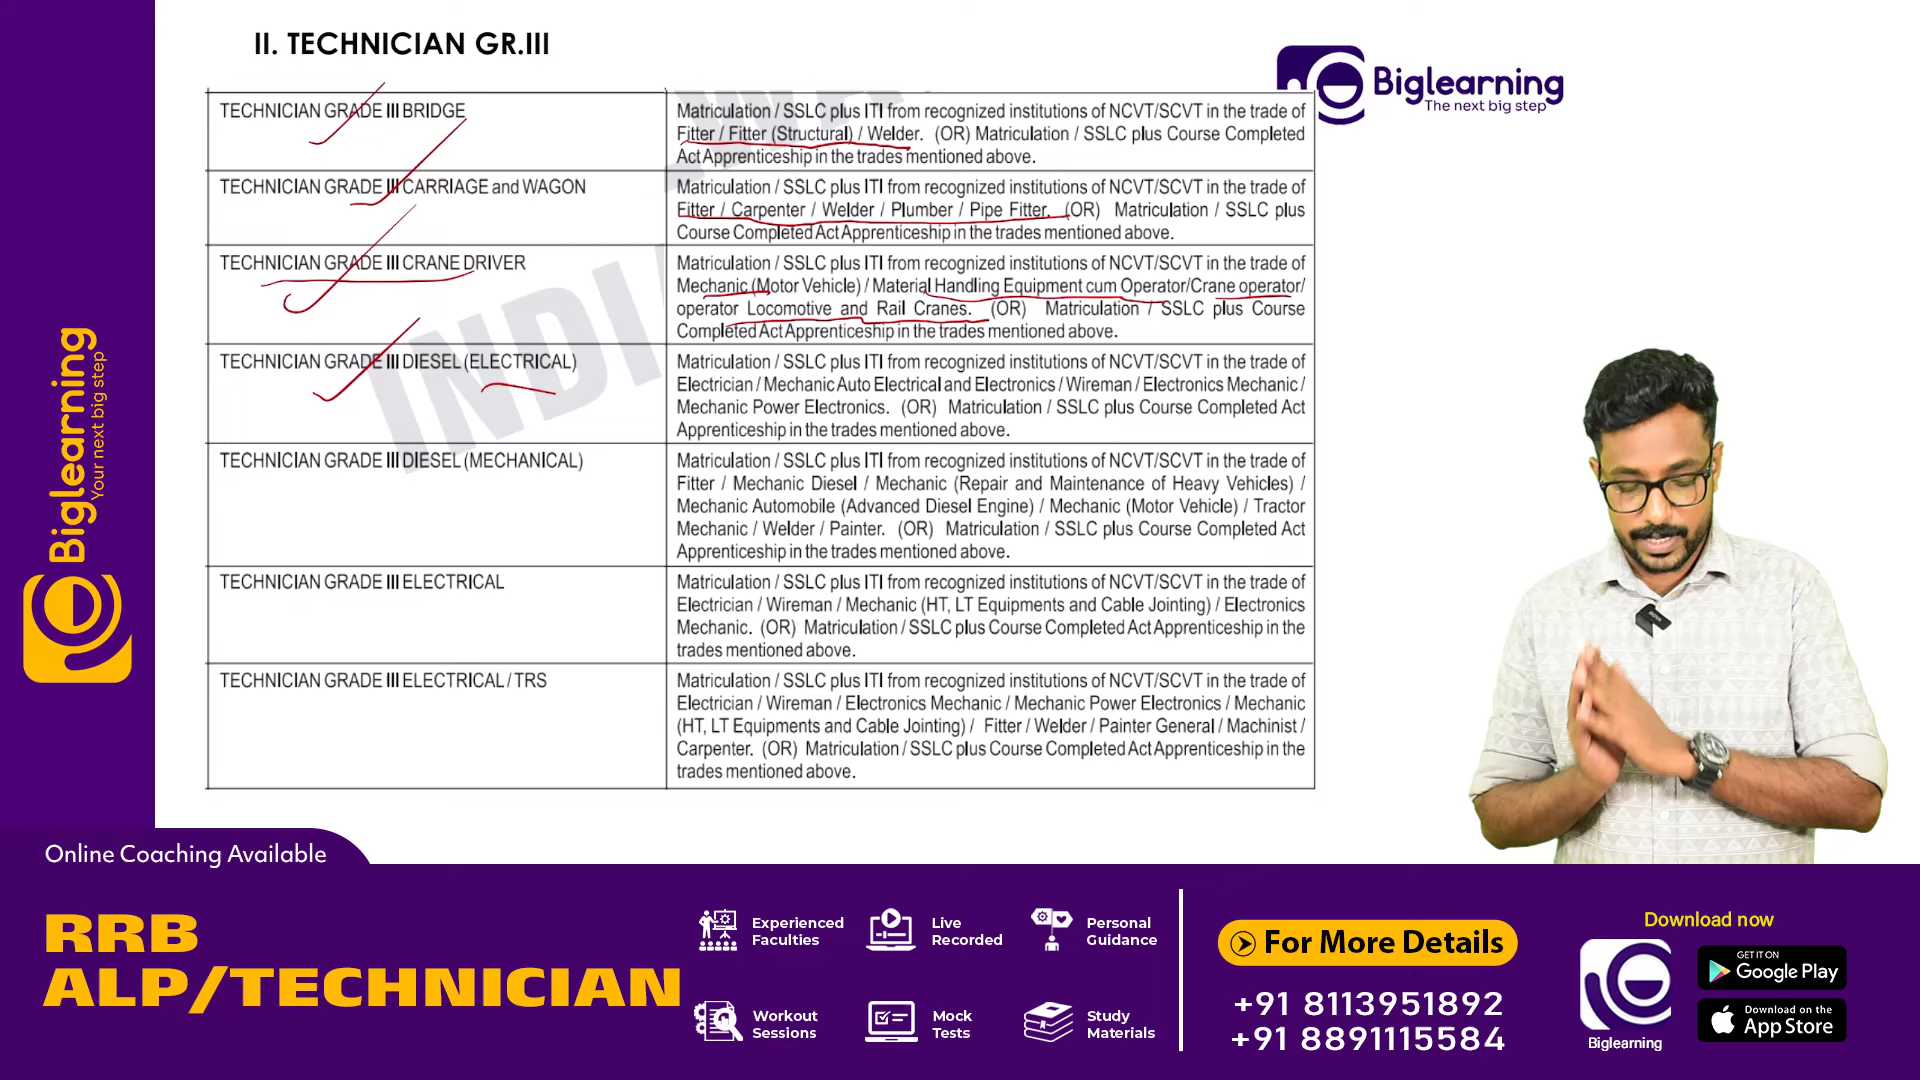 II. TECHNICIAN GR.III
Biglearning
The next big step
TECHNICIAN GRADE III BRIDGE
Matriculation / SSLC plus ITI from recognized institutions of NCVT/SCVT in the trade of
Fitter / Fitter (Structural) / Welder. (OR) Matriculation / SSLC plus Course Completed
Act Apprenticeship in the trades mentioned above.
TECHNICIAN GRADE III CARRIAGE and WAGON
Matriculation / SSLC plus ITI from recognized institutions of NCVT/SCVT in the trade of
Fitter / Carpenter / Welder / Plumber / Pipe Fitter. (OR) Matriculation / SSLC plus
Course Completed Act Apprenticeship in the trades mentioned above.
TECHNICIAN GRADE III CRANE DRIVER
Matriculation / SSLC plus ITI from recognized institutions of NCVT/SCVT in the trade of
Mechanic (Motor Vehicle) / Material Handling Equipment cum Operator/Crane operator/
operator Locomotive and Rail Cranes. (OR) Matriculation / SSLC plus Course
Completed Act Apprenticeship in the trades mentioned above.
TECHNICIAN GRADE III DIESEL (ELECTRICAL)
Matriculation / SSLC plus ITI from recognized institutions of NCVT/SCVT in the trade of
Electrician / Mechanic Auto Electrical and Electronics / Wireman / Electronics Mechanic /
Mechanic Power Electronics. (OR) Matriculation / SSLC plus Course Completed Act
Apprenticeship in the trades mentioned above.
TECHNICIAN GRADE III DIESEL (MECHANICAL)
Matriculation / SSLC plus ITI from recognized institutions of NCVT/SCVT in the trade of
Fitter / Mechanic Diesel / Mechanic (Repair and Maintenance of Heavy Vehicles) /
Mechanic Automobile (Advanced Diesel Engine) / Mechanic (Motor Vehicle) / Tractor
Mechanic / Welder / Painter. (OR) Matriculation / SSLC plus Course Completed Act
Apprenticeship in the trades mentioned above.
TECHNICIAN GRADE III ELECTRICAL
Matriculation / SSLC plus ITI from recognized institutions of NCVT/SCVT in the trade of
Electrician / Wireman / Mechanic (HT, LT Equipments and Cable Jointing) / Electronics
Mechanic. (OR) Matriculation / SSLC plus Course Completed Act Apprenticeship in the
trades mentioned above.
TECHNICIAN GRADE III ELECTRICAL / TRS
Matriculation / SSLC plus ITI from recognized institutions of NCVT/SCVT in the trade of
Electrician / Wireman / Electronics Mechanic / Mechanic Power Electronics / Mechanic
(HT, LT Equipments and Cable Jointing) / Fitter / Welder / Painter General / Machinist /
Carpenter. (OR) Matriculation / SSLC plus Course Completed Act Apprenticeship in the
trades mentioned above.
Biglearning
Your next big step
Online Coaching Available
RRB
ALP/TECHNICIAN
Experienced
Faculties
Live
Recorded
Personal
Guidance
Workout
Sessions
Mock
Tests
Study
Materials
For More Details
+91 8113951892
+91 8891115584
Download now
Biglearning
GET IT ON
Google Play
Download on the
App Store